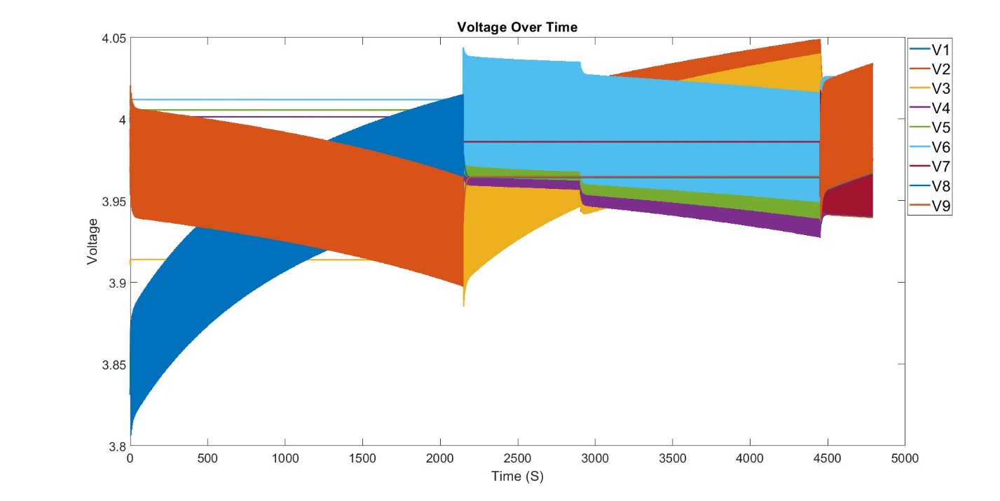 Voltage Over Time
4.05
4
3.95
3.9
3.85
3.8
Voltage
0 500 1000 1500 2000 2500 3000 3500 4000 4500 5000
Time (S)
V1
V2
V3
V4
V5
V6
V7
V8
V9